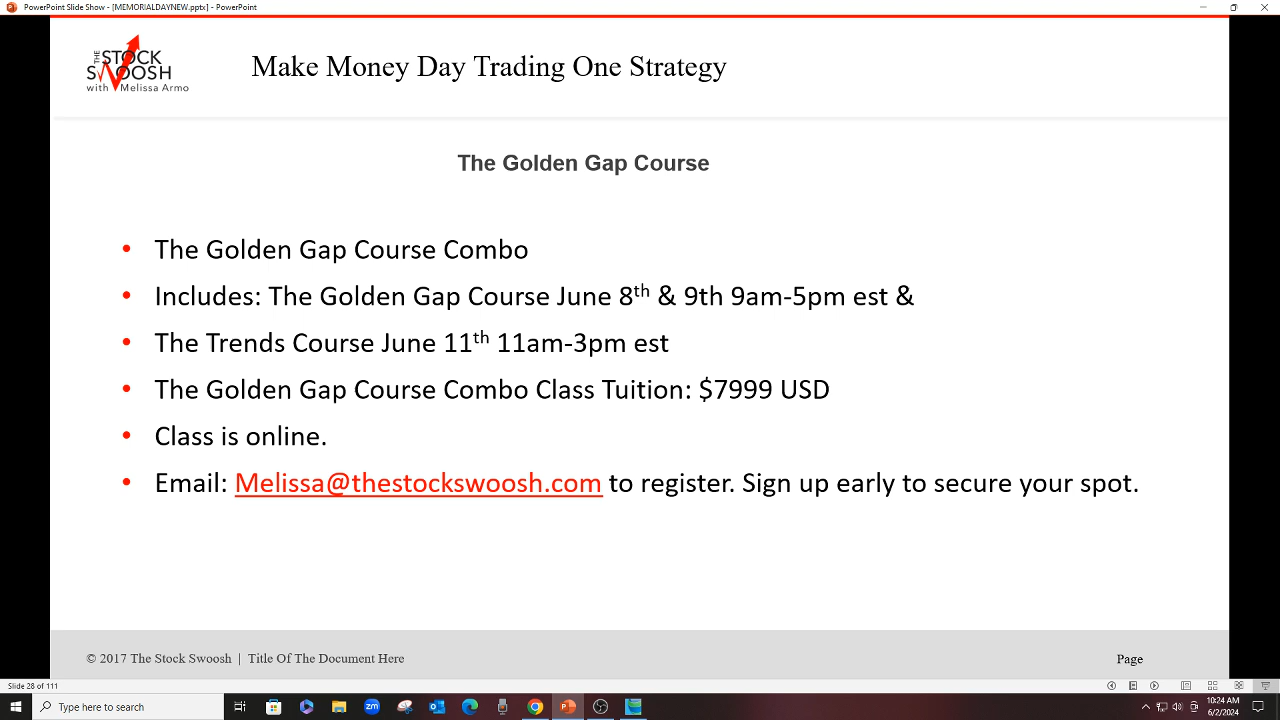 PowerPoint Slide Show - [MEMORIALDAYNEW.pptx] - PowerPoint
THE STOCK
SWOOSH
with Melissa Armo
Make Money Day Trading One Strategy
The Golden Gap Course
• The Golden Gap Course Combo
• Includes: The Golden Gap Course June 8th & 9th 9am-5pm est &
• The Trends Course June 11th 11am-3pm est
• The Golden Gap Course Combo Class Tuition: $7999 USD
• Class is online.
• Email: Melissa@thestockswoosh.com to register. Sign up early to secure your spot.
© 2017 The Stock Swoosh | Title Of The Document Here
Page
Slide 28 of 111
Type here to search
zm
10:24 AM
6/2/2024